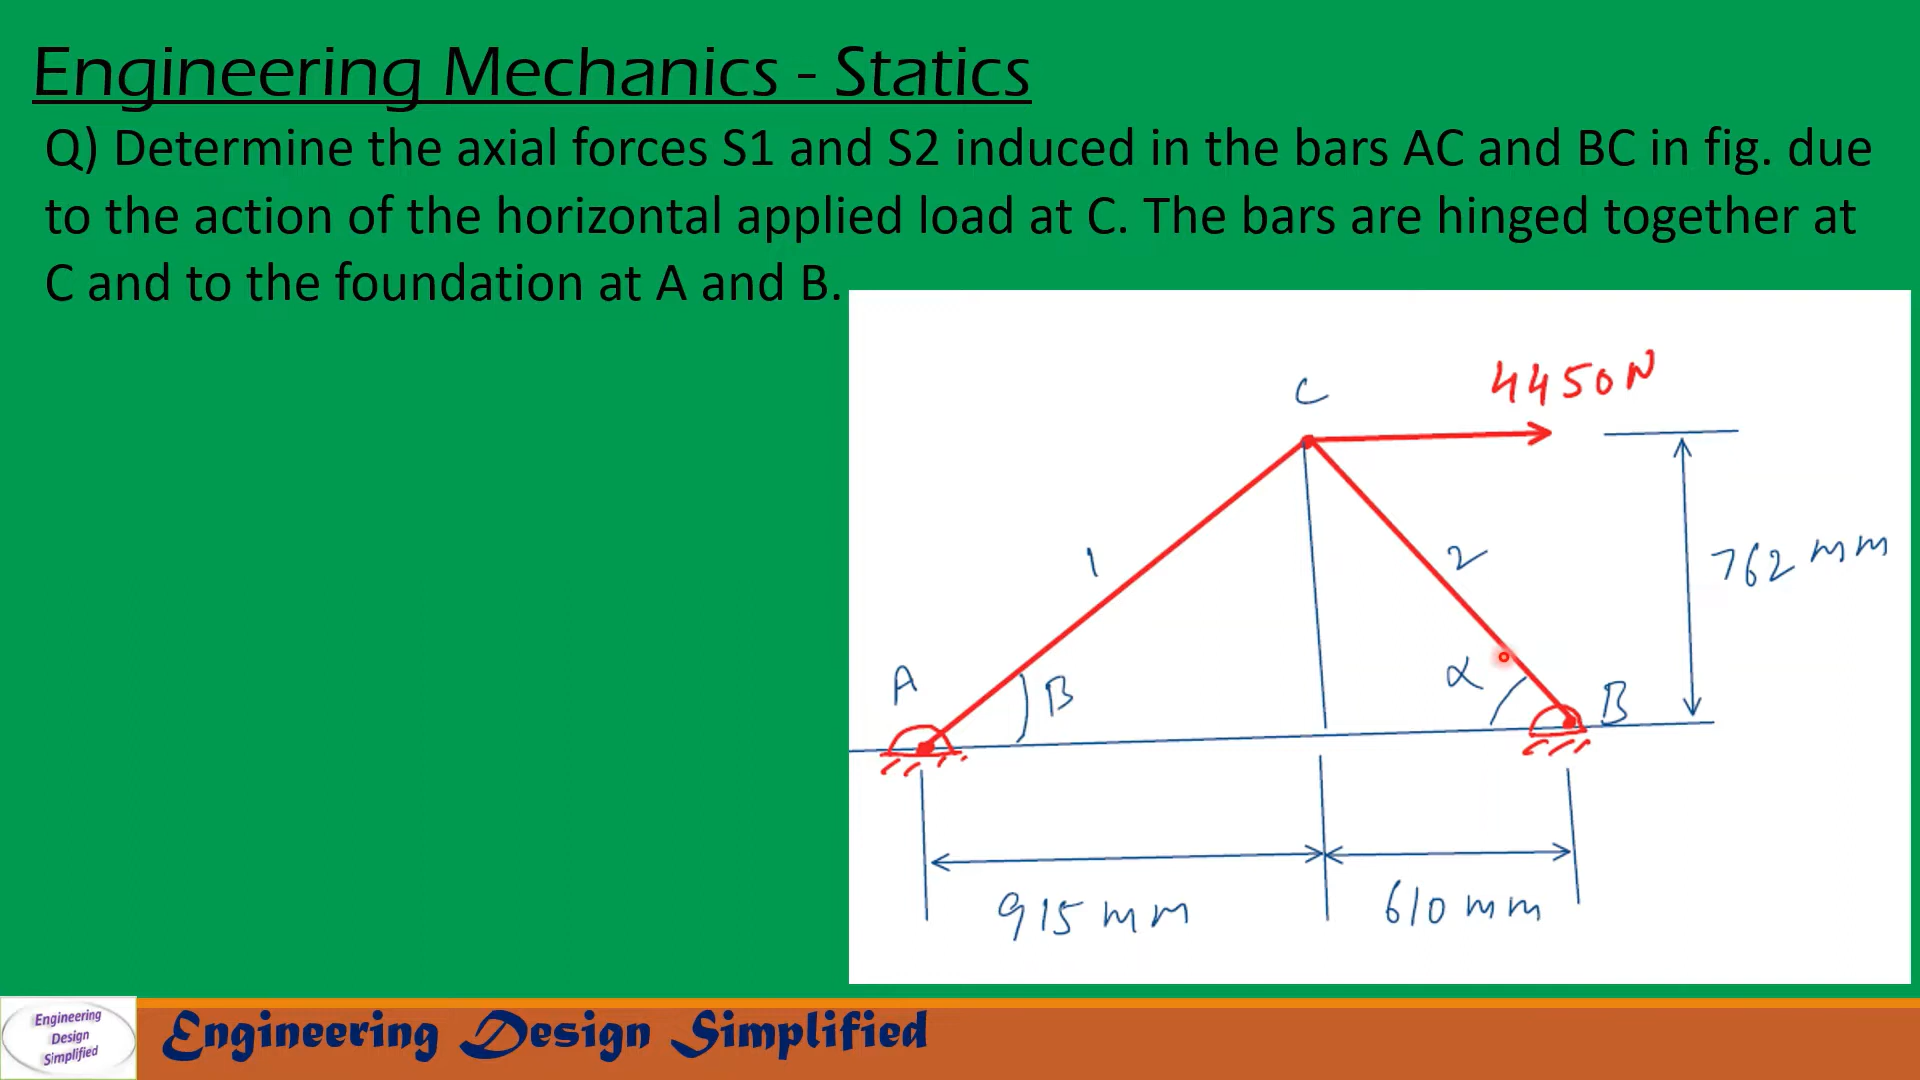 Engineering Mechanics - Statics
Q) Determine the axial forces S1 and S2 induced in the bars AC and BC in fig. due
to the action of the horizontal applied load at C. The bars are hinged together at
C and to the foundation at A and B.
4450N
C
1
2
762 mm
A
β
α
B
915 mm
610 mm
Engineering
Design
Simplified
Engineering Design Simplified